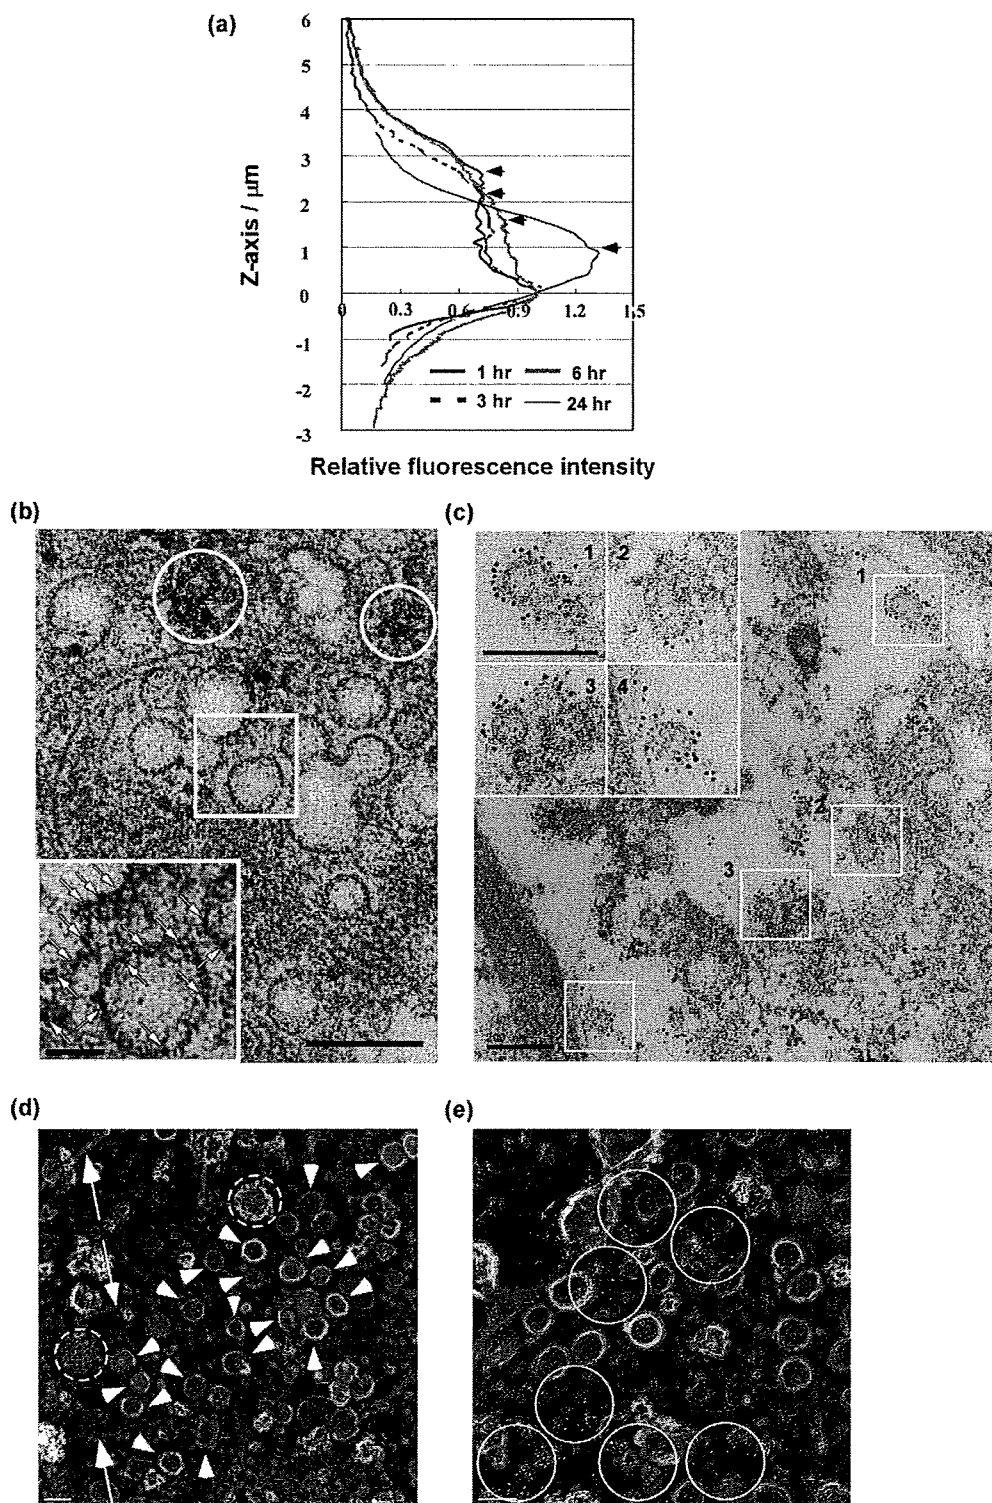 (a)
6
5
4
3
2
1
0
-1
-2
-3
Z-axis / μm
0 0.3 0.6 0.9 1.2 1.5
1 hr 6 hr
3 hr 24 hr
Relative fluorescence intensity
(b) (c)
1 2 1
3 4
2
3
(d) (e)